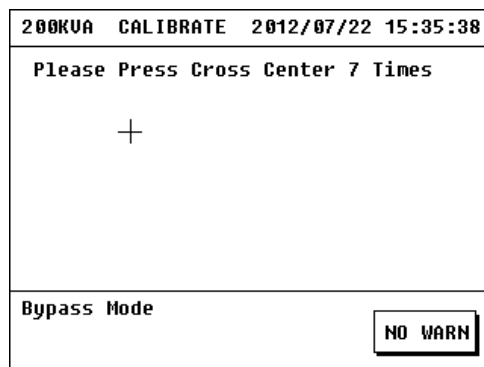 200KVA CALIBRATE 2012/07/22 15:35:38
Please Press Cross Center 7 Times
Bypass Mode
NO WARN